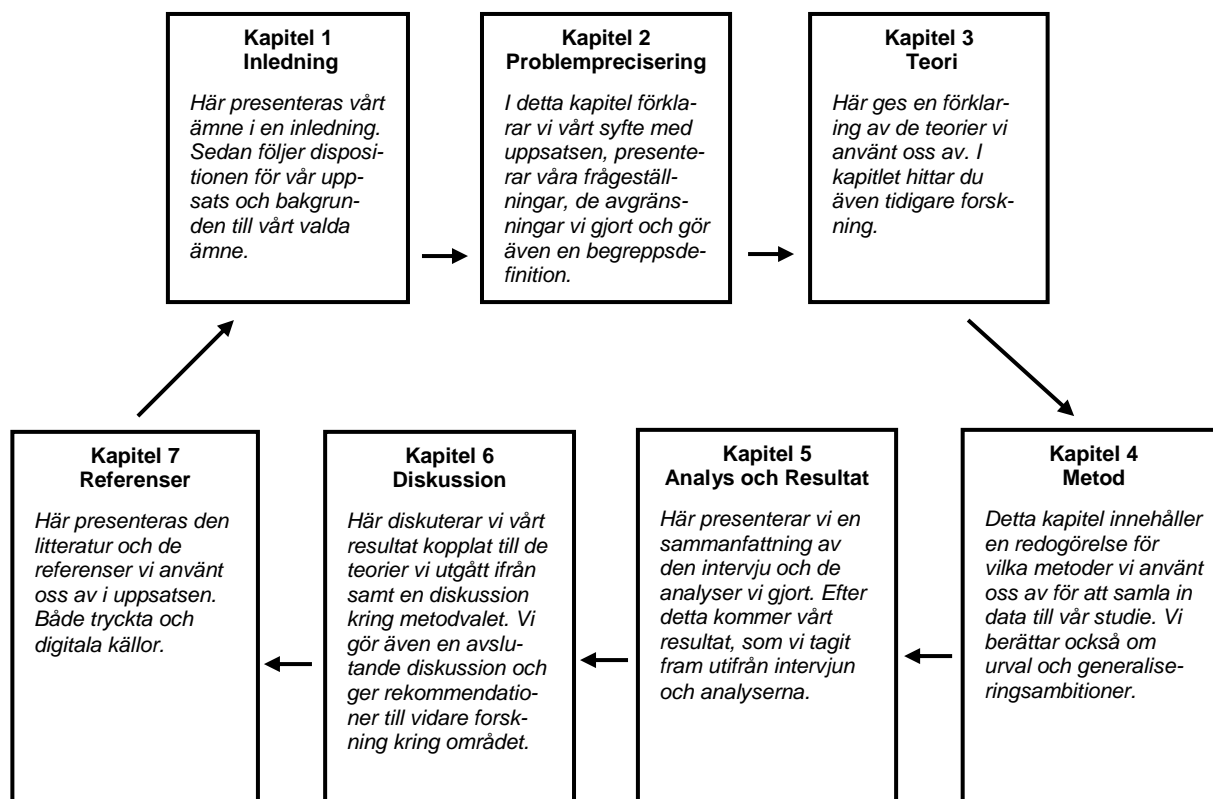 Kapitel 1
Inledning
Här presenteras vårt
ämne i en inledning.
Sedan följer disposi-
tionen för vår upp-
sats och bakgrun-
den till vårt valda
ämne.
Kapitel 2
Problemprecisering
I detta kapitel förkla-
rar vi vårt syfte med
uppsatsen, presente-
rar våra frågeställ-
ningar, de avgräns-
ningar vi gjort och gör
även en begreppsde-
finition.
Kapitel 3
Teori
Här ges en förklar-
ing av de teorier vi
använt oss av. I
kapitlet hittar du
även tidigare forsk-
ning.
Kapitel 4
Metod
Detta kapitel innehåller
en redogörelse för
vilka metoder vi använt
oss av för att samla in
data till vår studie. Vi
berättar också om
urval och generalise-
ringsambitioner.
Kapitel 5
Analys och Resultat
Här presenterar vi en
sammanfattning av
den intervju och de
analyser vi gjort. Efter
detta kommer vårt
resultat, som vi tagit
fram utifrån intervjun
och analyserna.
Kapitel 6
Diskussion
Här diskuterar vi vårt
resultat kopplat till de
teorier vi utgått ifrån
samt en diskussion
kring metodvalet. Vi
gör även en avslu-
tande diskussion och
ger rekommendatio-
ner till vidare forsk-
ning kring området.
Kapitel 7
Referenser
Här presenteras den
litteratur och de
referenser vi använt
oss av i uppsatsen.
Både tryckta och
digitala källor.